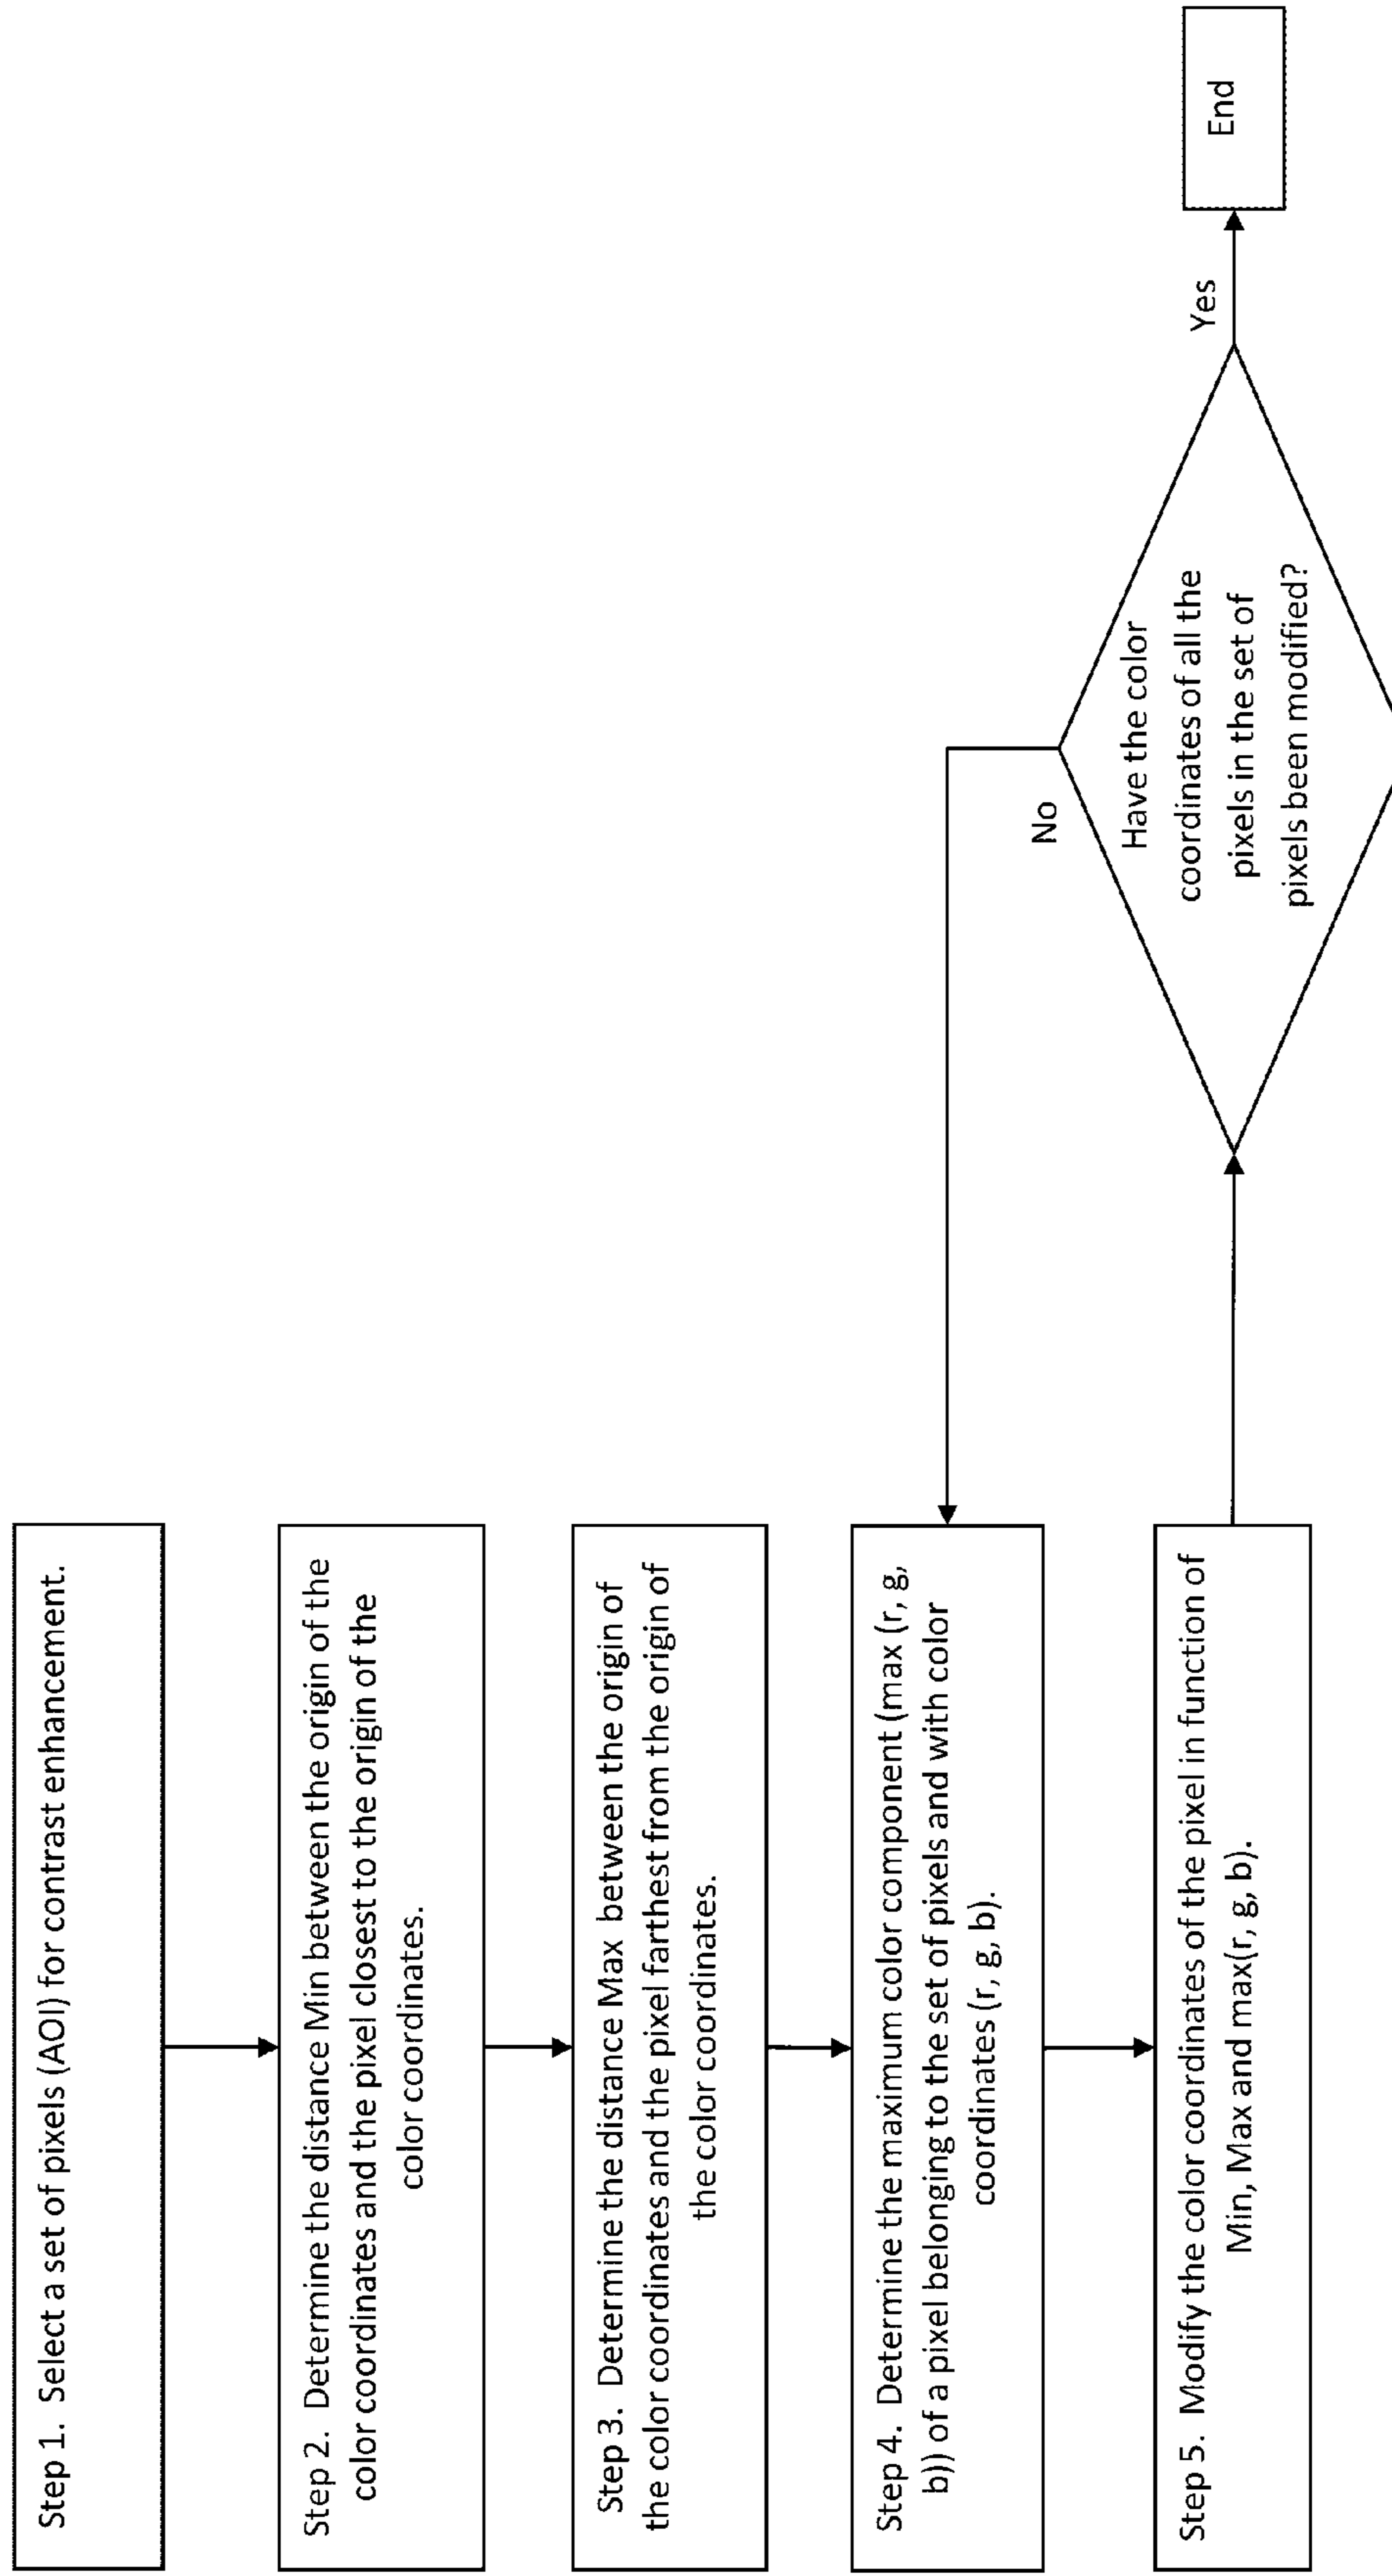 Step 1. Select a set of pixels (AOI) for contrast enhancement.
Step 2. Determine the distance Min between the origin of the
color coordinates and the pixel closest to the origin of the
color coordinates.
Step 3. Determine the distance Max between the origin of
the color coordinates and the pixel farthest from the origin of
the color coordinates.
Step 4. Determine the maximum color component (max (r, g,
b)) of a pixel belonging to the set of pixels and with color
coordinates (r, g, b).
Step 5. Modify the color coordinates of the pixel in function of
Min, Max and max(r, g, b).
No
Have the color
coordinates of all the
pixels in the set of
pixels been modified?
Yes
End